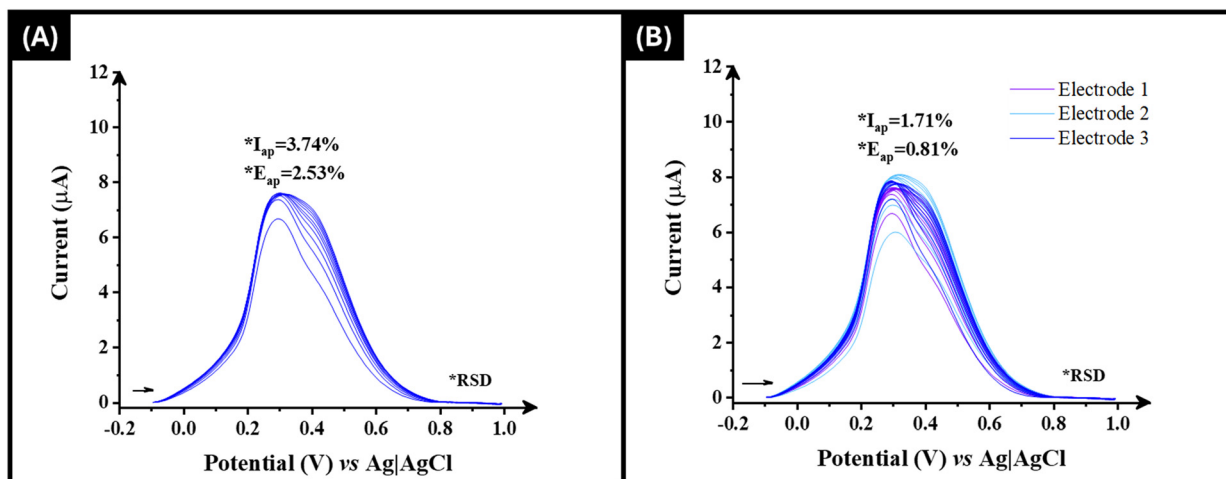 (A)
12
10
8
6
4
2
0
Current (μA)
*Iap=3.74%
*Eap=2.53%
*RSD
-0.2 0.0 0.2 0.4 0.6 0.8 1.0
Potential (V) vs Ag|AgCl
(B)
12
10
8
6
4
2
0
Current (μA)
*Iap=1.71%
*Eap=0.81%
Electrode 1
Electrode 2
Electrode 3
*RSD
-0.2 0.0 0.2 0.4 0.6 0.8 1.0
Potential (V) vs Ag|AgCl